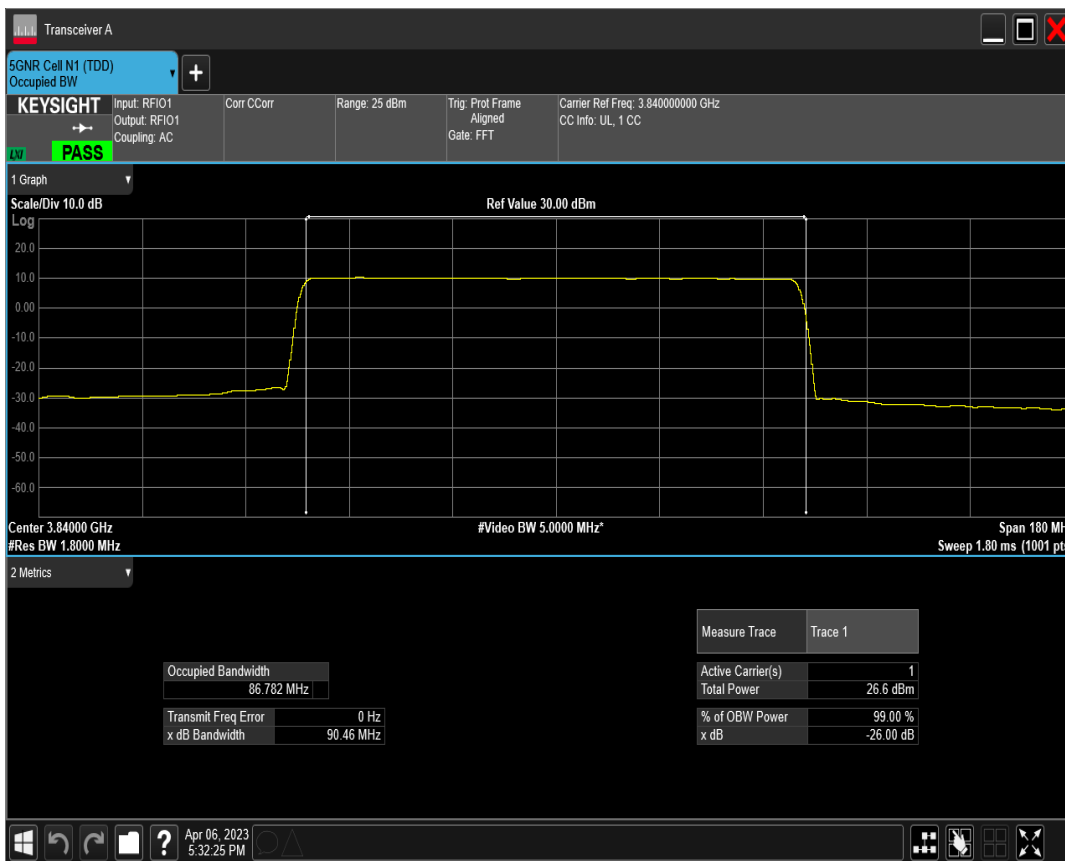 Transceiver A
5GNR Cell N1 (TDD)
Occupied BW
KEYSIGHT
LXI
PASS
Input: RFIO1
Output: RFIO1
Coupling: AC
Corr CCorr
Range: 25 dBm
Trig: Prot Frame
Aligned
Gate: FFT
Carrier Ref Freq: 3.840000000 GHz
CC Info: UL, 1 CC
1 Graph
Scale/Div 10.0 dB
Ref Value 30.00 dBm
Log
20.0
10.0
0.00
-10.0
-20.0
-30.0
-40.0
-50.0
-60.0
Center 3.84000 GHz
#Video BW 5.0000 MHz*
Span 180 MH
#Res BW 1.8000 MHz
Sweep 1.80 ms (1001 pts
2 Metrics
Measure Trace Trace 1
Occupied Bandwidth
86.782 MHz
Active Carrier(s) 1
Total Power 26.6 dBm
Transmit Freq Error 0 Hz
x dB Bandwidth 90.46 MHz
% of OBW Power 99.00 %
x dB -26.00 dB
?
Apr 06, 2023
5:32:25 PM